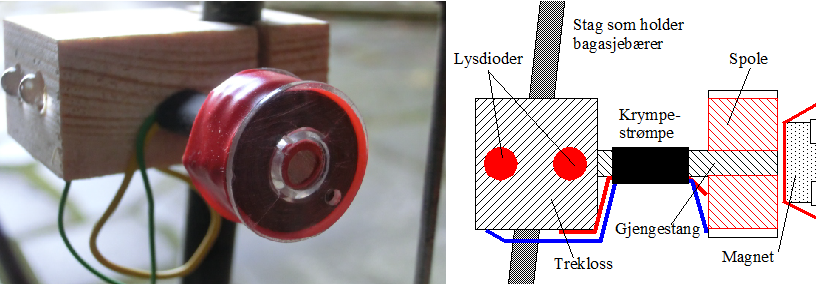 Stag som holder
bagasjebærer
Lysdioder
Spole
Krympe-
strømpe
Gjengestang
Trekloss
Magnet